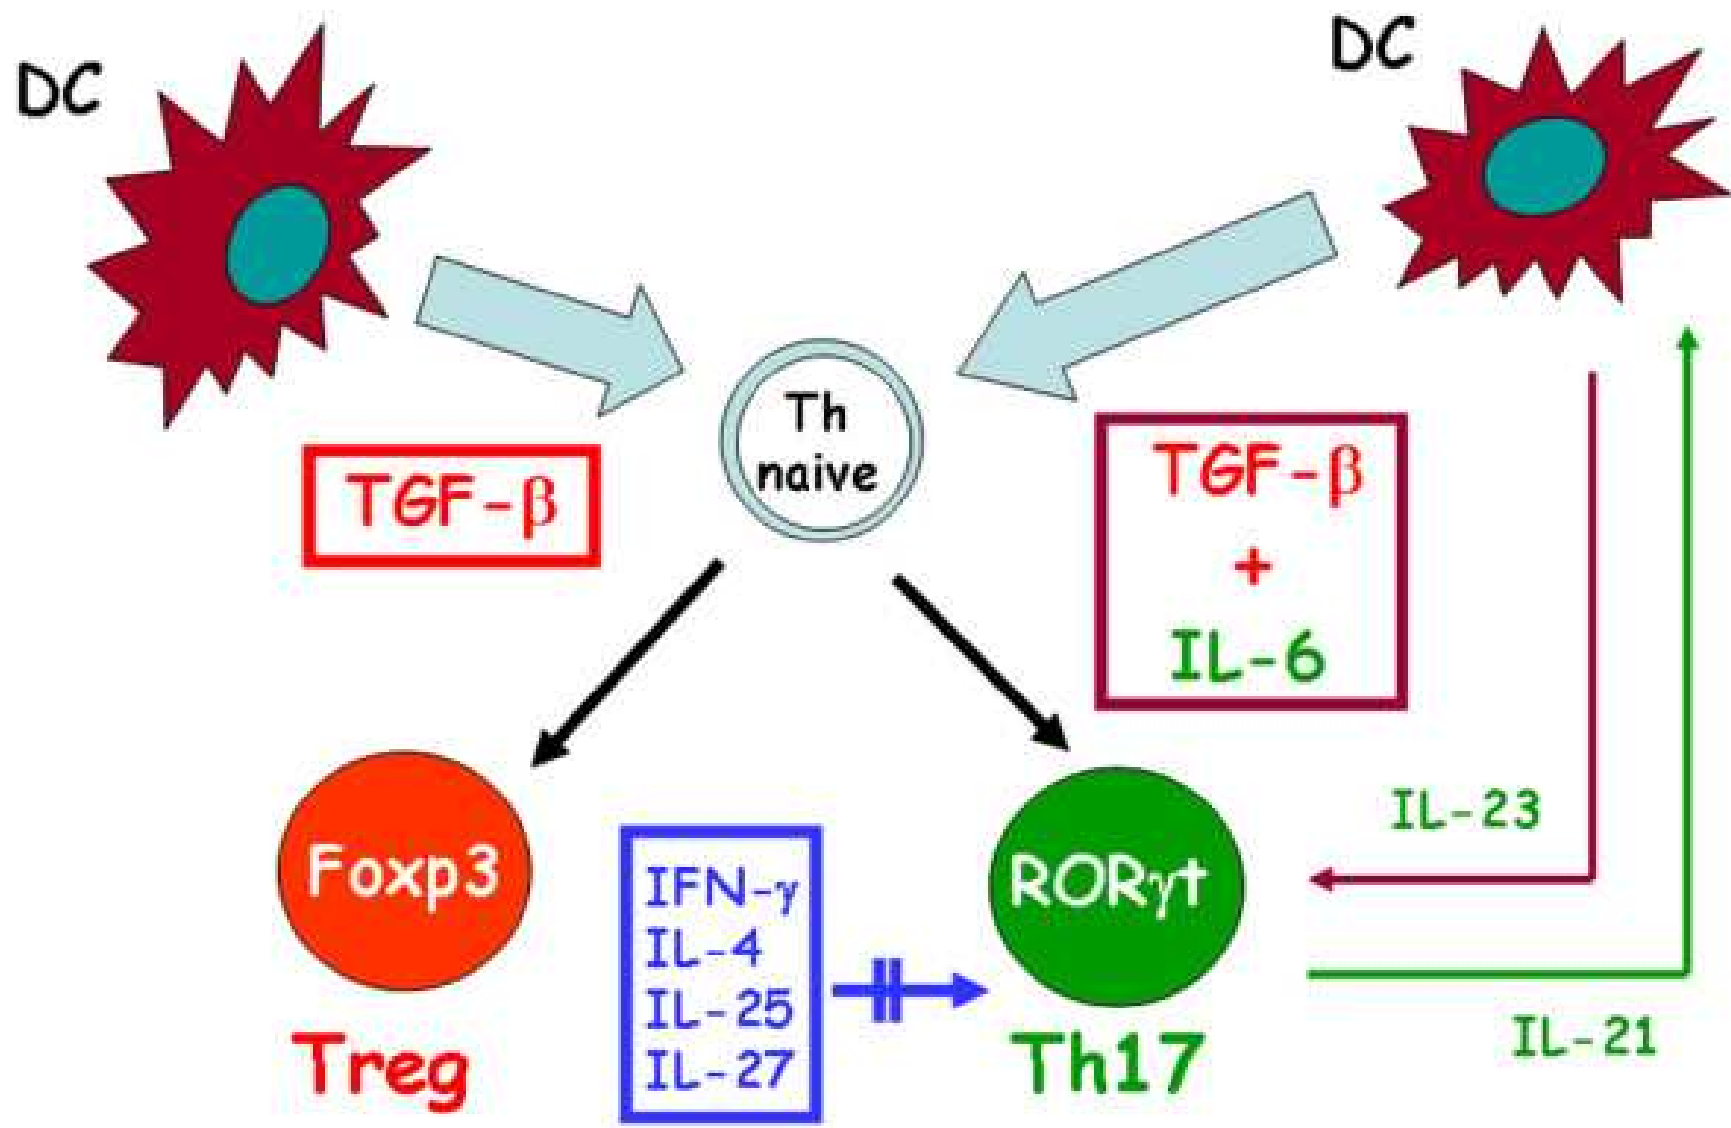 DC
DC
Th
naive
TGF-β
TGF-β
+
IL-6
Foxp3
IFN-γ
IL-4
IL-25
IL-27
RORγt
IL-23
IL-21
Treg
Th17